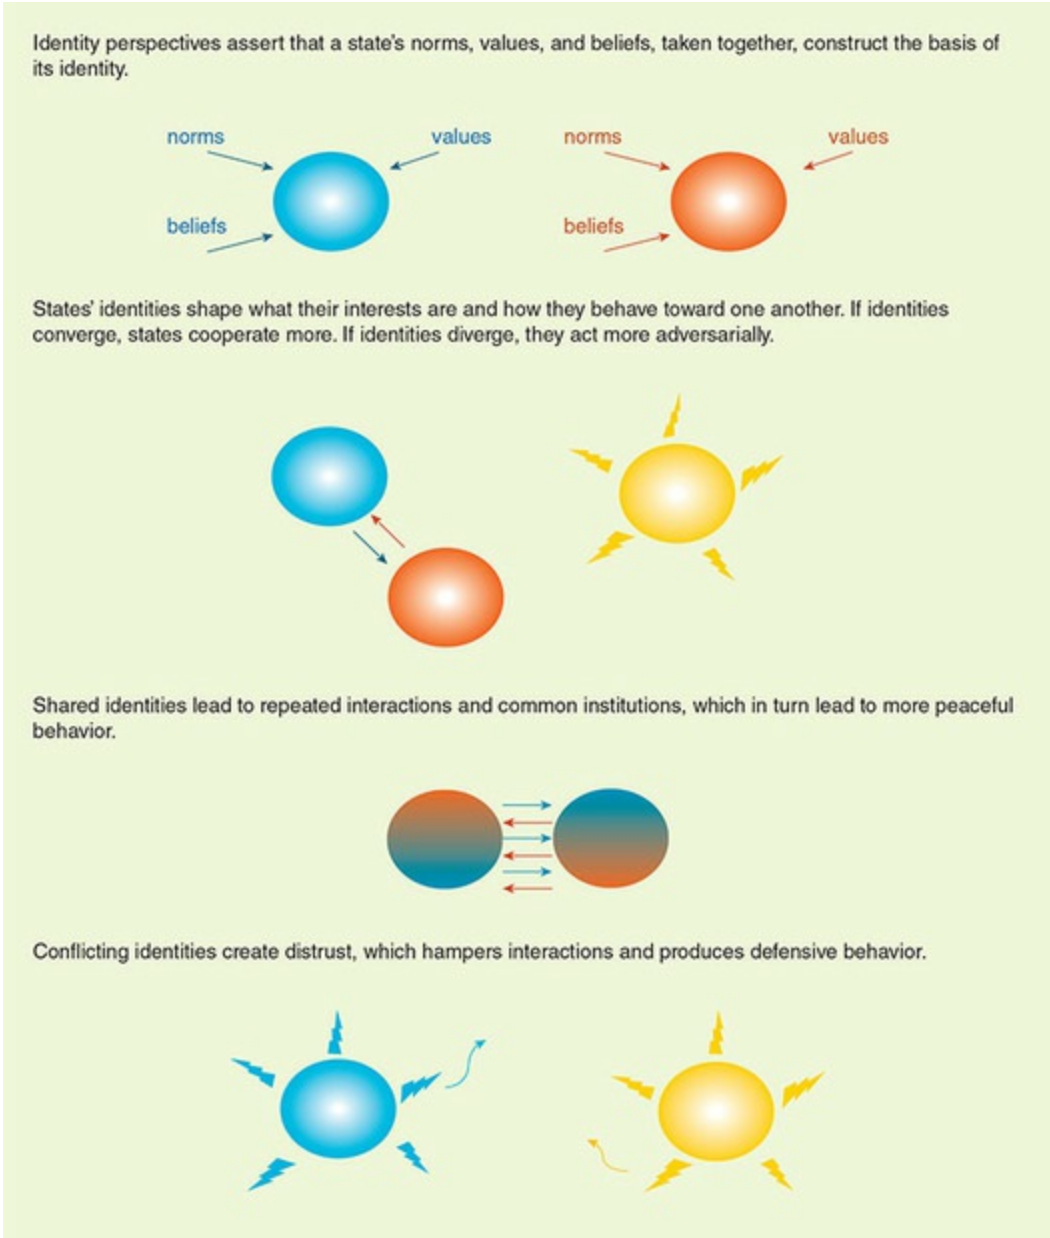 Identity perspectives assert that a state's norms, values, and beliefs, taken together, construct the basis of
its identity.
norms values norms values
beliefs beliefs
States' identities shape what their interests are and how they behave toward one another. If identities
converge, states cooperate more. If identities diverge, they act more adversarially.
Shared identities lead to repeated interactions and common institutions, which in turn lead to more peaceful
behavior.
Conflicting identities create distrust, which hampers interactions and produces defensive behavior.